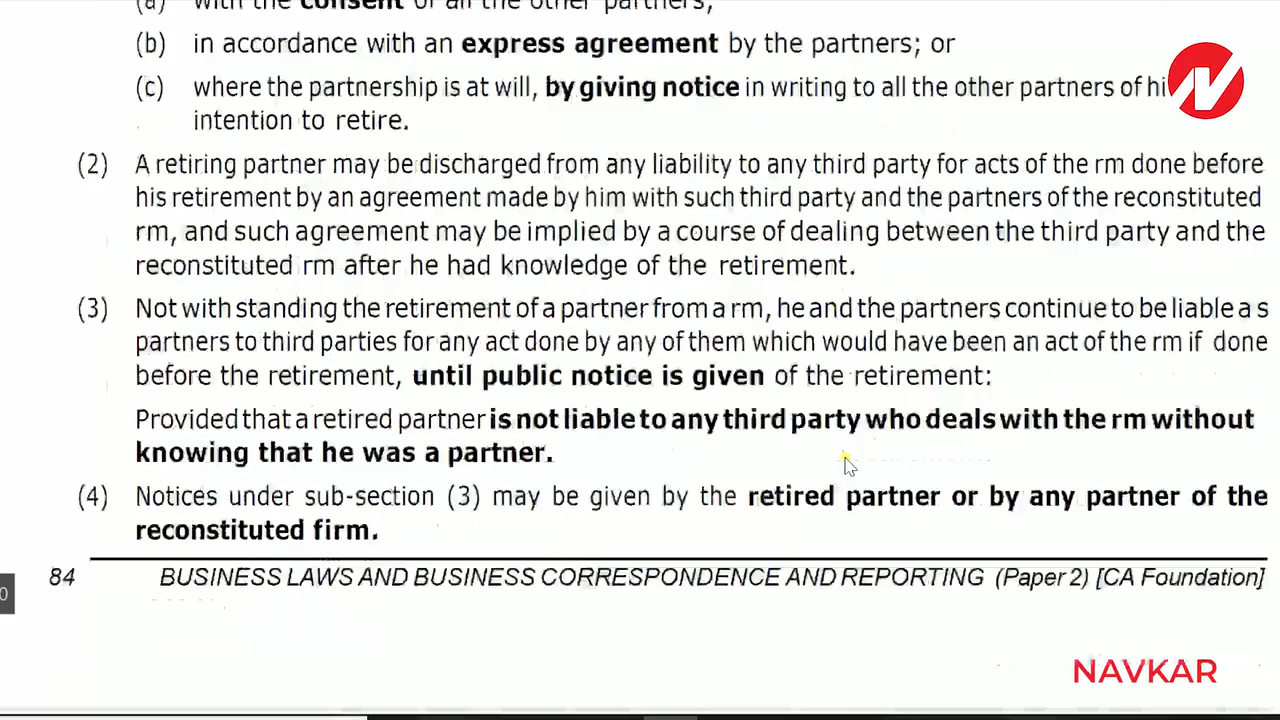 (a) with the consent of all the other partners;
(b) in accordance with an express agreement by the partners; or
(c) where the partnership is at will, by giving notice in writing to all the other partners of hi
intention to retire.
(2) A retiring partner may be discharged from any liability to any third party for acts of the rm done before
his retirement by an agreement made by him with such third party and the partners of the reconstituted
rm, and such agreement may be implied by a course of dealing between the third party and the
reconstituted rm after he had knowledge of the retirement.
(3) Not with standing the retirement of a partner from a rm, he and the partners continue to be liable a s
partners to third parties for any act done by any of them which would have been an act of the rm if done
before the retirement, until public notice is given of the retirement:
Provided that a retired partner is not liable to any third party who deals with the rm without
knowing that he was a partner.
(4) Notices under sub-section (3) may be given by the retired partner or by any partner of the
reconstituted firm.
84 BUSINESS LAWS AND BUSINESS CORRESPONDENCE AND REPORTING (Paper 2) [CA Foundation]
0
NAVKAR